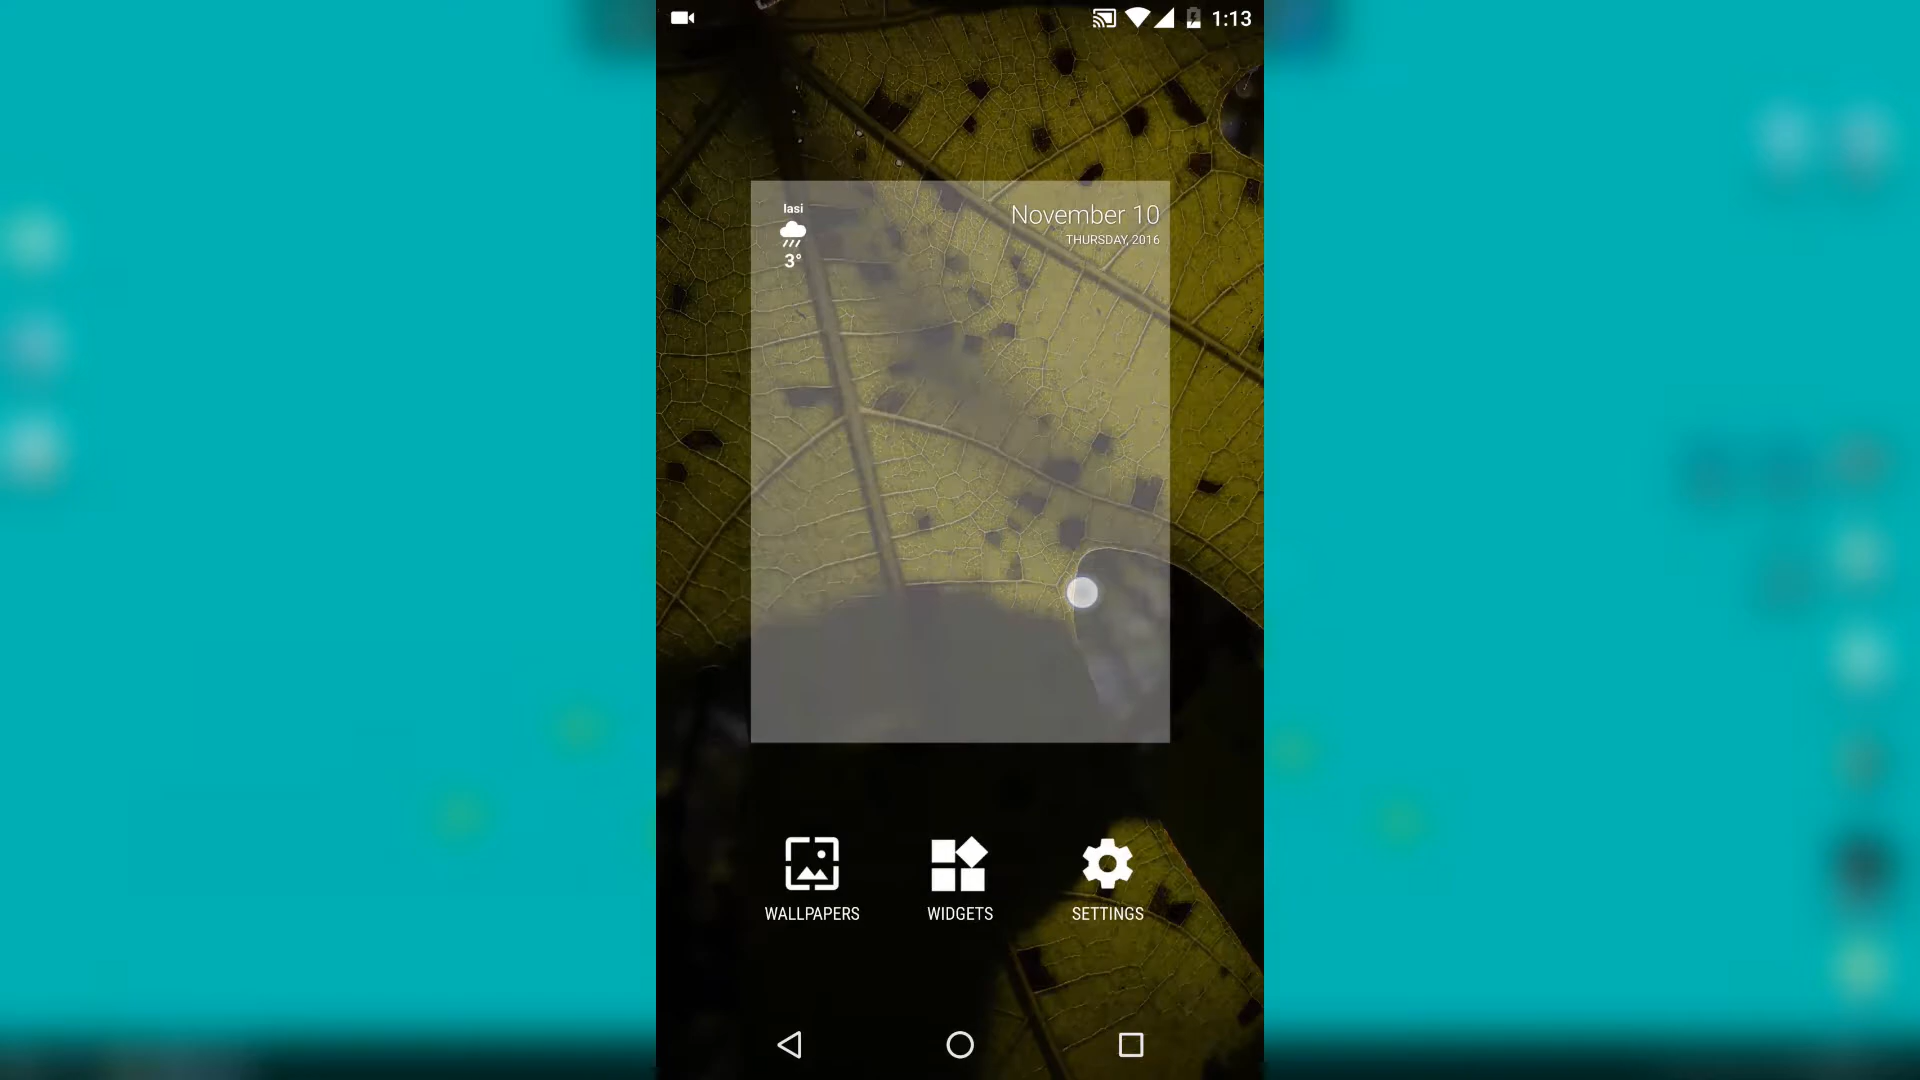 1:13
Iasi
3°
November 10
THURSDAY, 2016
WALLPAPERS
WIDGETS
SETTINGS